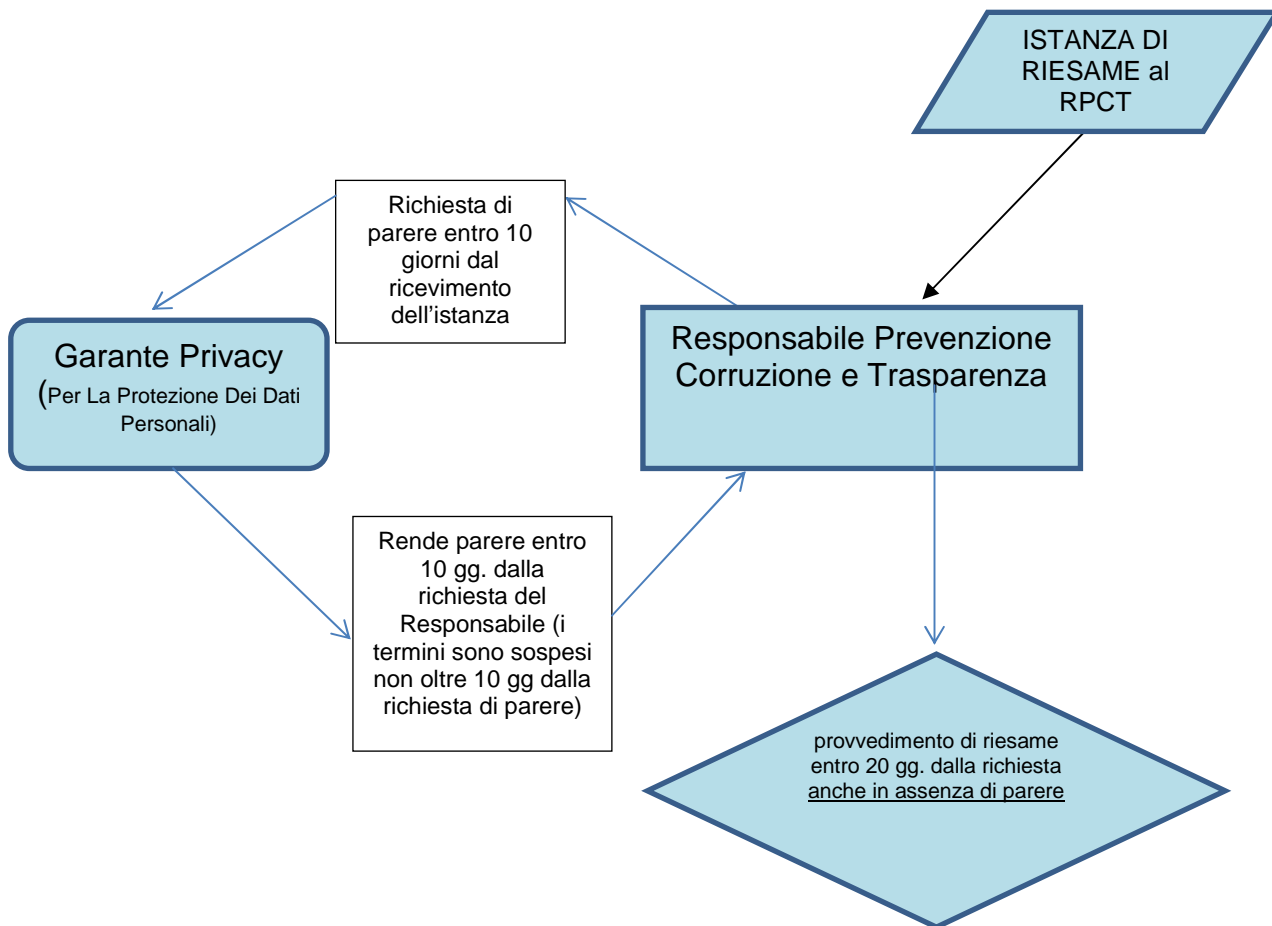 ISTANZA DI
RIESAME al
RPCT
Richiesta di
parere entro 10
giorni dal
ricevimento
dell’istanza
Responsabile Prevenzione
Corruzione e Trasparenza
Garante Privacy
(Per La Protezione Dei Dati
Personali)
Rende parere entro
10 gg. dalla
richiesta del
Responsabile (i
termini sono sospesi
non oltre 10 gg dalla
richiesta di parere)
provvedimento di riesame
entro 20 gg. dalla richiesta
anche in assenza di parere